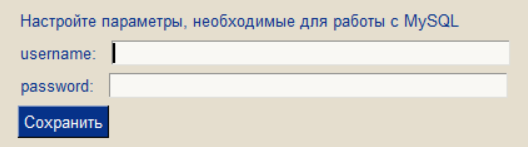 Настройте параметры, необходимые для работы с MySQL
username:
password:
Сохранить